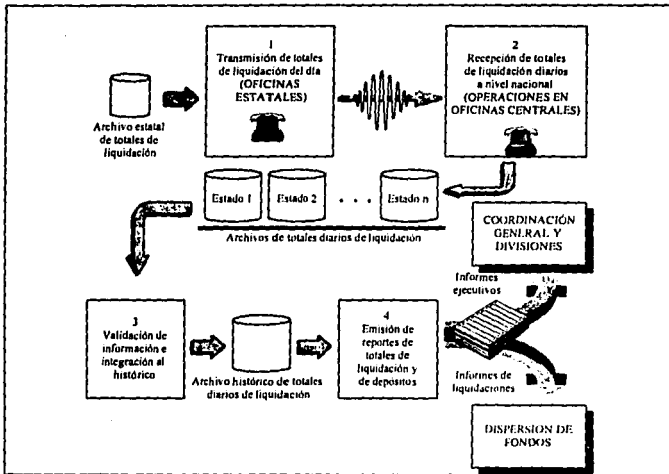 1
Transmisión de totales
de liquidación del día
(OFICINAS
ESTATALES)
2
Recepción de totales
de liquidación diarios
a nivel nacional
(OPERACIONES EN
OFICINAS CENTRALES)
Archivo estatal
de totales de
liquidación
Estado 1
Estado 2
. . .
Estado n
Archivos de totales diarios de liquidación
COORDINACIÓN
GENERAL Y
DIVISIONES
Informes
ejecutivos
3
Validación de
información e
integración al
histórico
Archivo histórico de totales
diarios de liquidación
4
Emisión de
reportes de
totales de
liquidación y
de depósitos
Informes de
liquidaciones
DISPERSION DE
FONDOS